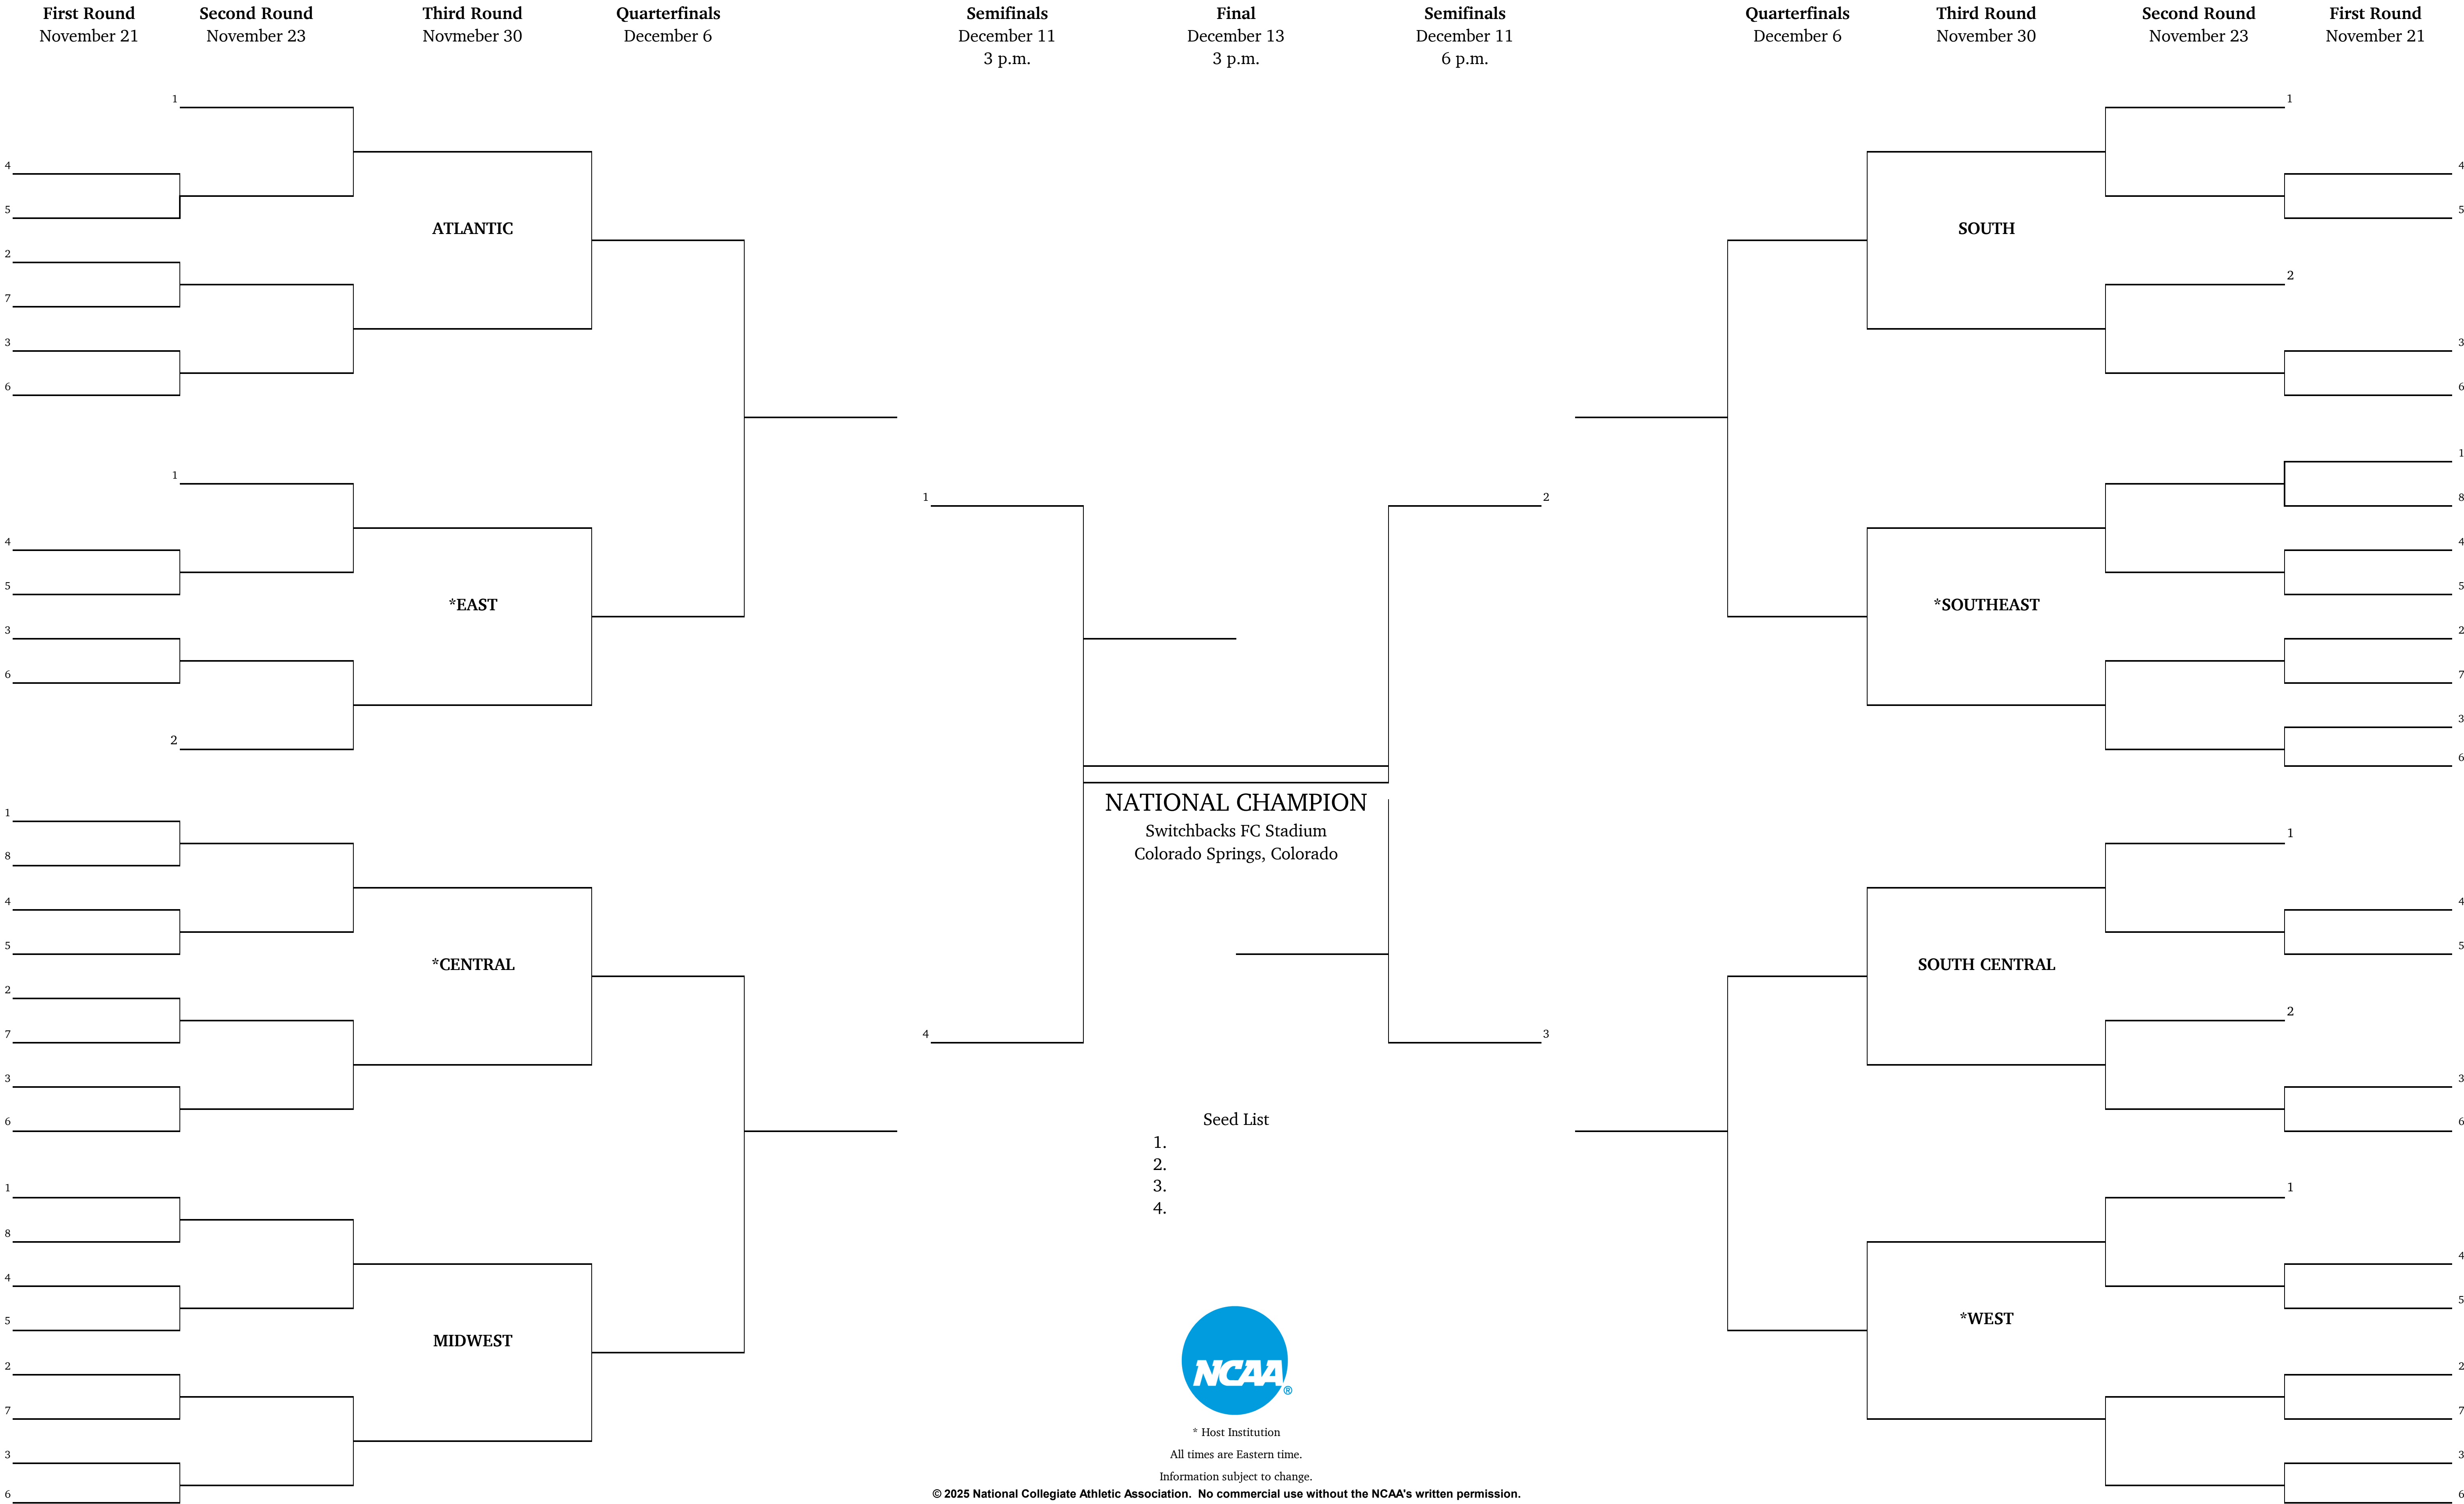 First Round
November 21
Second Round
November 23
Third Round
Novmeber 30
Quarterfinals
December 6
Semifinals
December 11
3 p.m.
Final
December 13
3 p.m.
Semifinals
December 11
6 p.m.
Quarterfinals
December 6
Third Round
November 30
Second Round
November 23
First Round
November 21
1
4
5
ATLANTIC
2
7
3
6
1
4
5
*EAST
3
6
2
1
8
4
5
*CENTRAL
2
7
3
6
1
8
4
5
MIDWEST
2
7
3
6
1
4
2
3
NATIONAL CHAMPION
Switchbacks FC Stadium
Colorado Springs, Colorado
Seed List
1.
2.
3.
4.
NCAA®
* Host Institution
All times are Eastern time.
Information subject to change.
© 2025 National Collegiate Athletic Association. No commercial use without the NCAA's written permission.
1
4
5
SOUTH
2
3
6
1
8
4
5
*SOUTHEAST
2
7
3
6
1
4
5
SOUTH CENTRAL
2
3
6
1
4
5
*WEST
2
7
3
6